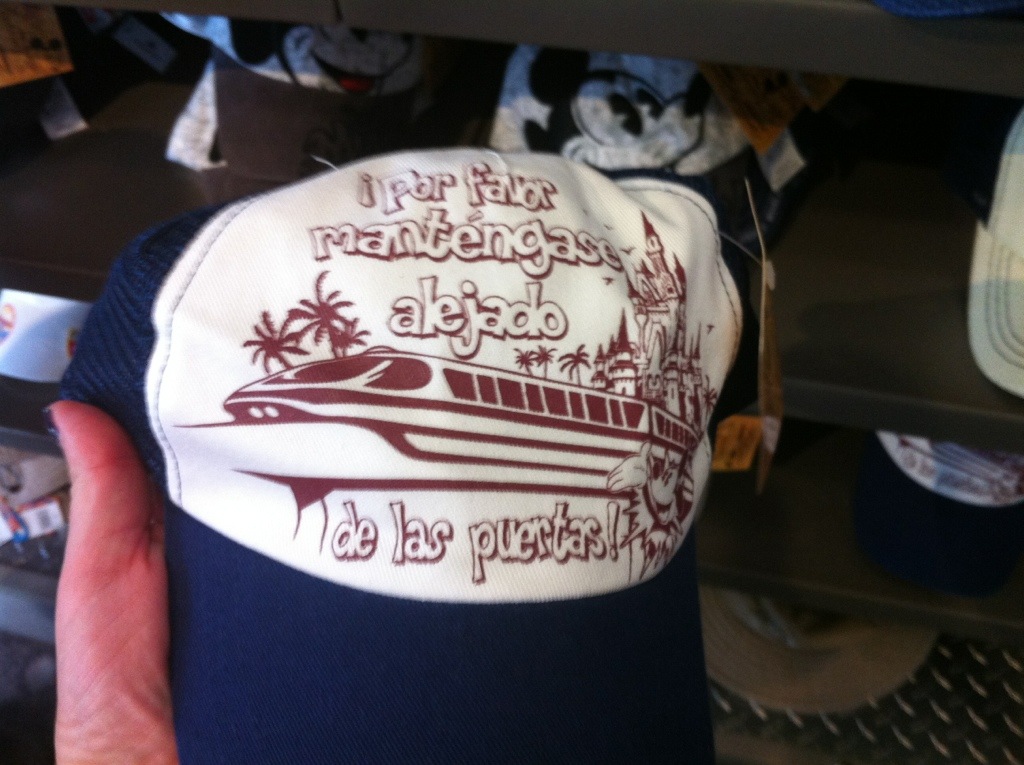 ¡por favor
manténgase
alejado
de las puertas!